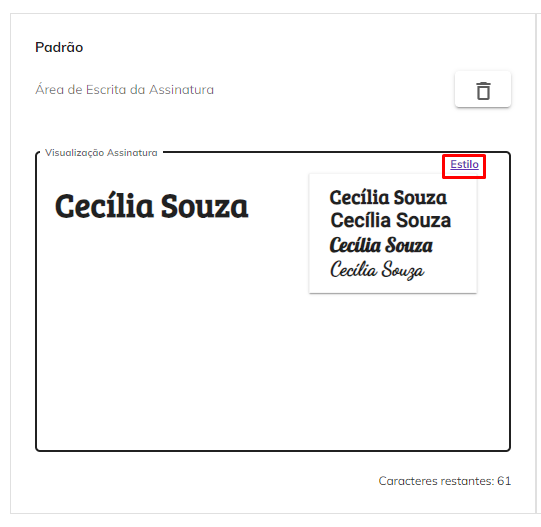 Padrão
Área de Escrita da Assinatura
Visualização Assinatura
Estilo
Cecília Souza
Cecília Souza
Cecília Souza
Cecília Souza
Cecília Souza
Caracteres restantes: 61